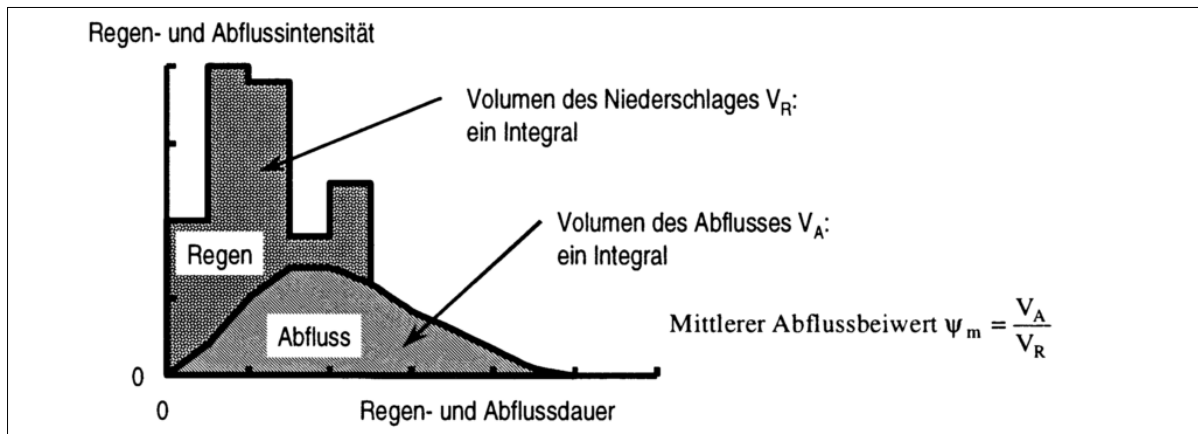 Regen- und Abflussintensität
Volumen des Niederschlages V_R:
ein Integral
Volumen des Abflusses V_A:
ein Integral
Regen
Abfluss
Mittlerer Abflussbeiwert ψ_m = V_A / V_R
0
0
Regen- und Abflussdauer